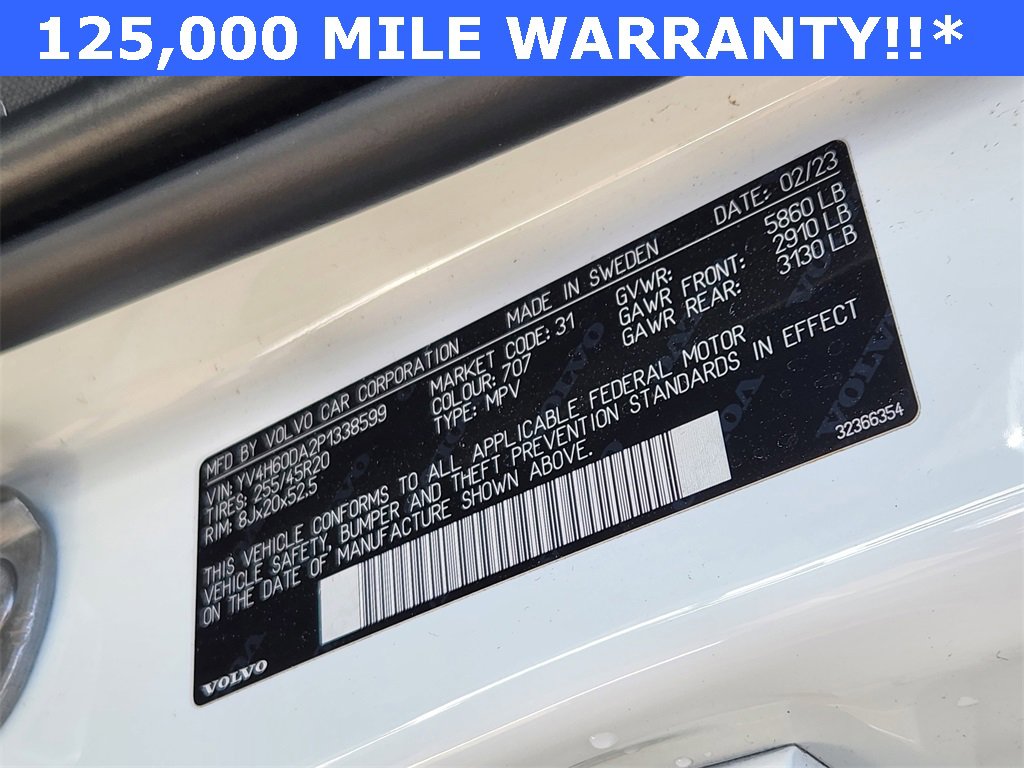 125,000 MILE WARRANTY!!*
MFD BY VOLVO CAR CORPORATION MADE IN SWEDEN DATE: 02/23
VIN: YV4H60DA2P1338599 MARKET CODE: 31 GVWR: 5860 LB
TIRES: 255/45R20 COLOUR: 707 GAWR FRONT: 2910 LB
RIM: 8Jx20x52.5 TYPE: MPV GAWR REAR: 3130 LB
THIS VEHICLE CONFORMS TO ALL APPLICABLE FEDERAL MOTOR
VEHICLE SAFETY, BUMPER AND THEFT PREVENTION STANDARDS IN EFFECT
ON THE DATE OF MANUFACTURE SHOWN ABOVE.
32366354
VOLVO